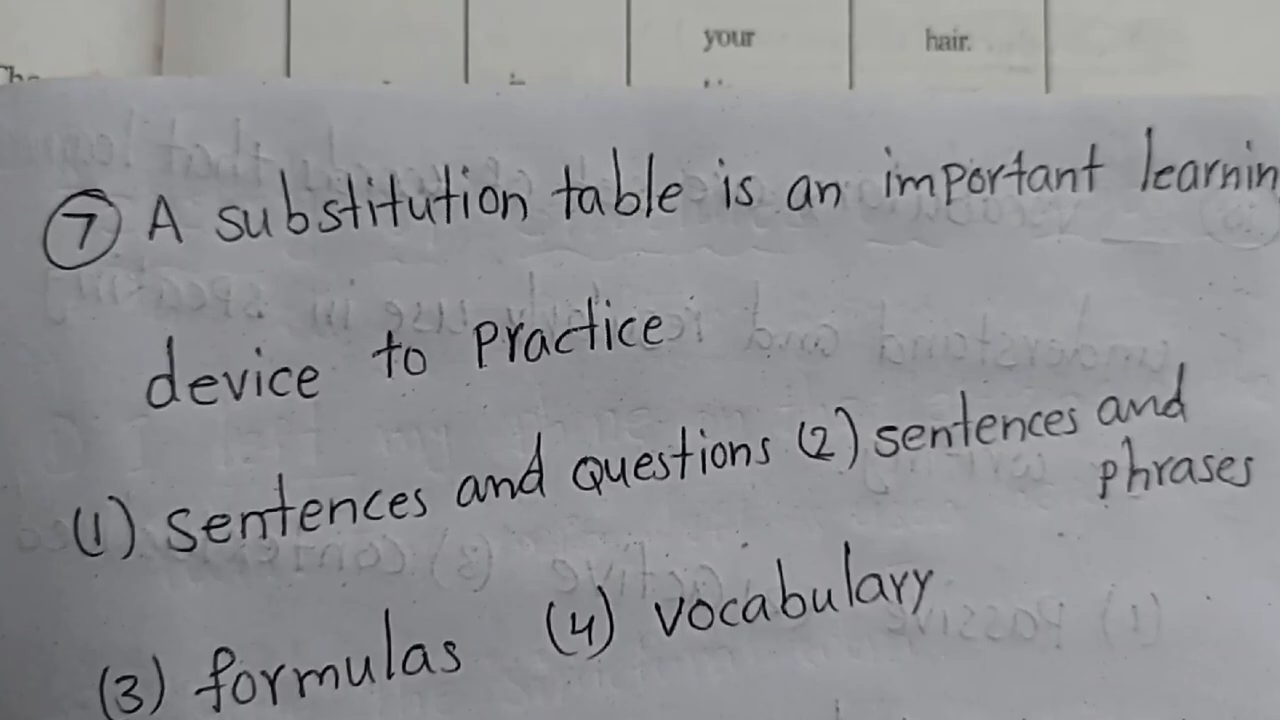 your hair.
⑦ A substitution table is an important learnin
device to practice
(1) sentences and questions (2) sentences and
phrases
(3) formulas (4) vocabulary